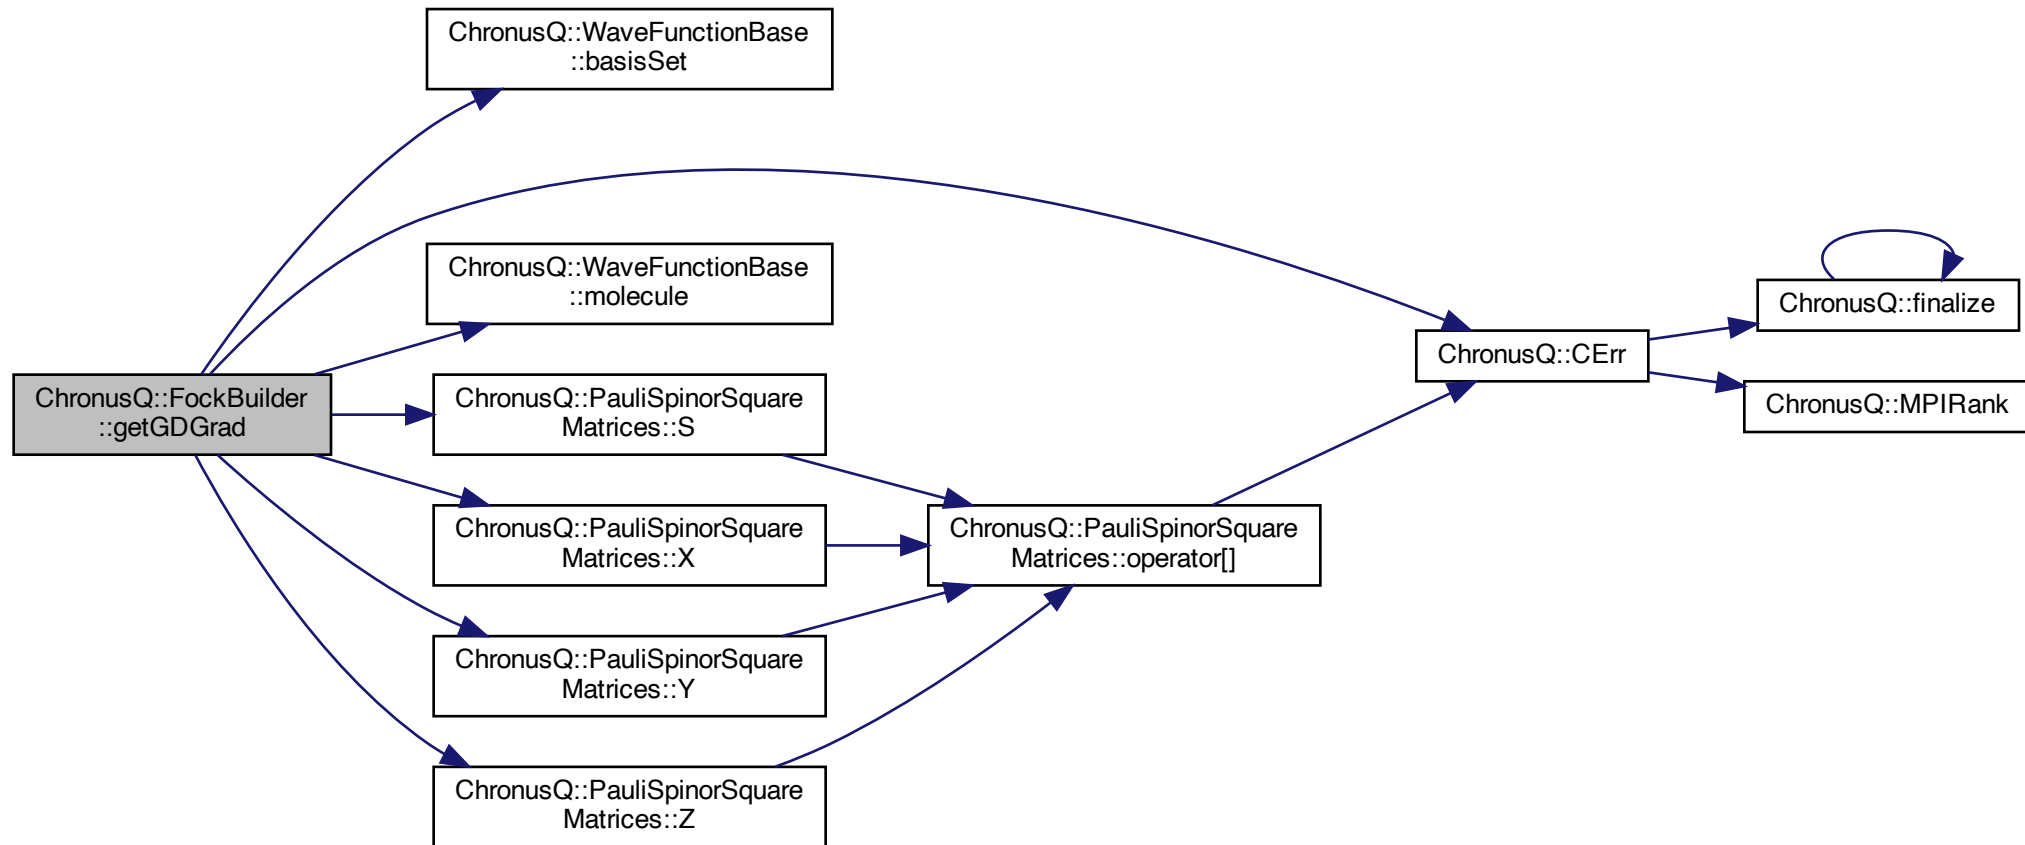 ChronusQ::WaveFunctionBase
::basisSet
ChronusQ::WaveFunctionBase
::molecule
ChronusQ::finalize
ChronusQ::CErr
ChronusQ::MPIRank
ChronusQ::FockBuilder
::getGDGrad
ChronusQ::PauliSpinorSquare
Matrices::S
ChronusQ::PauliSpinorSquare
Matrices::X
ChronusQ::PauliSpinorSquare
Matrices::operator[]
ChronusQ::PauliSpinorSquare
Matrices::Y
ChronusQ::PauliSpinorSquare
Matrices::Z